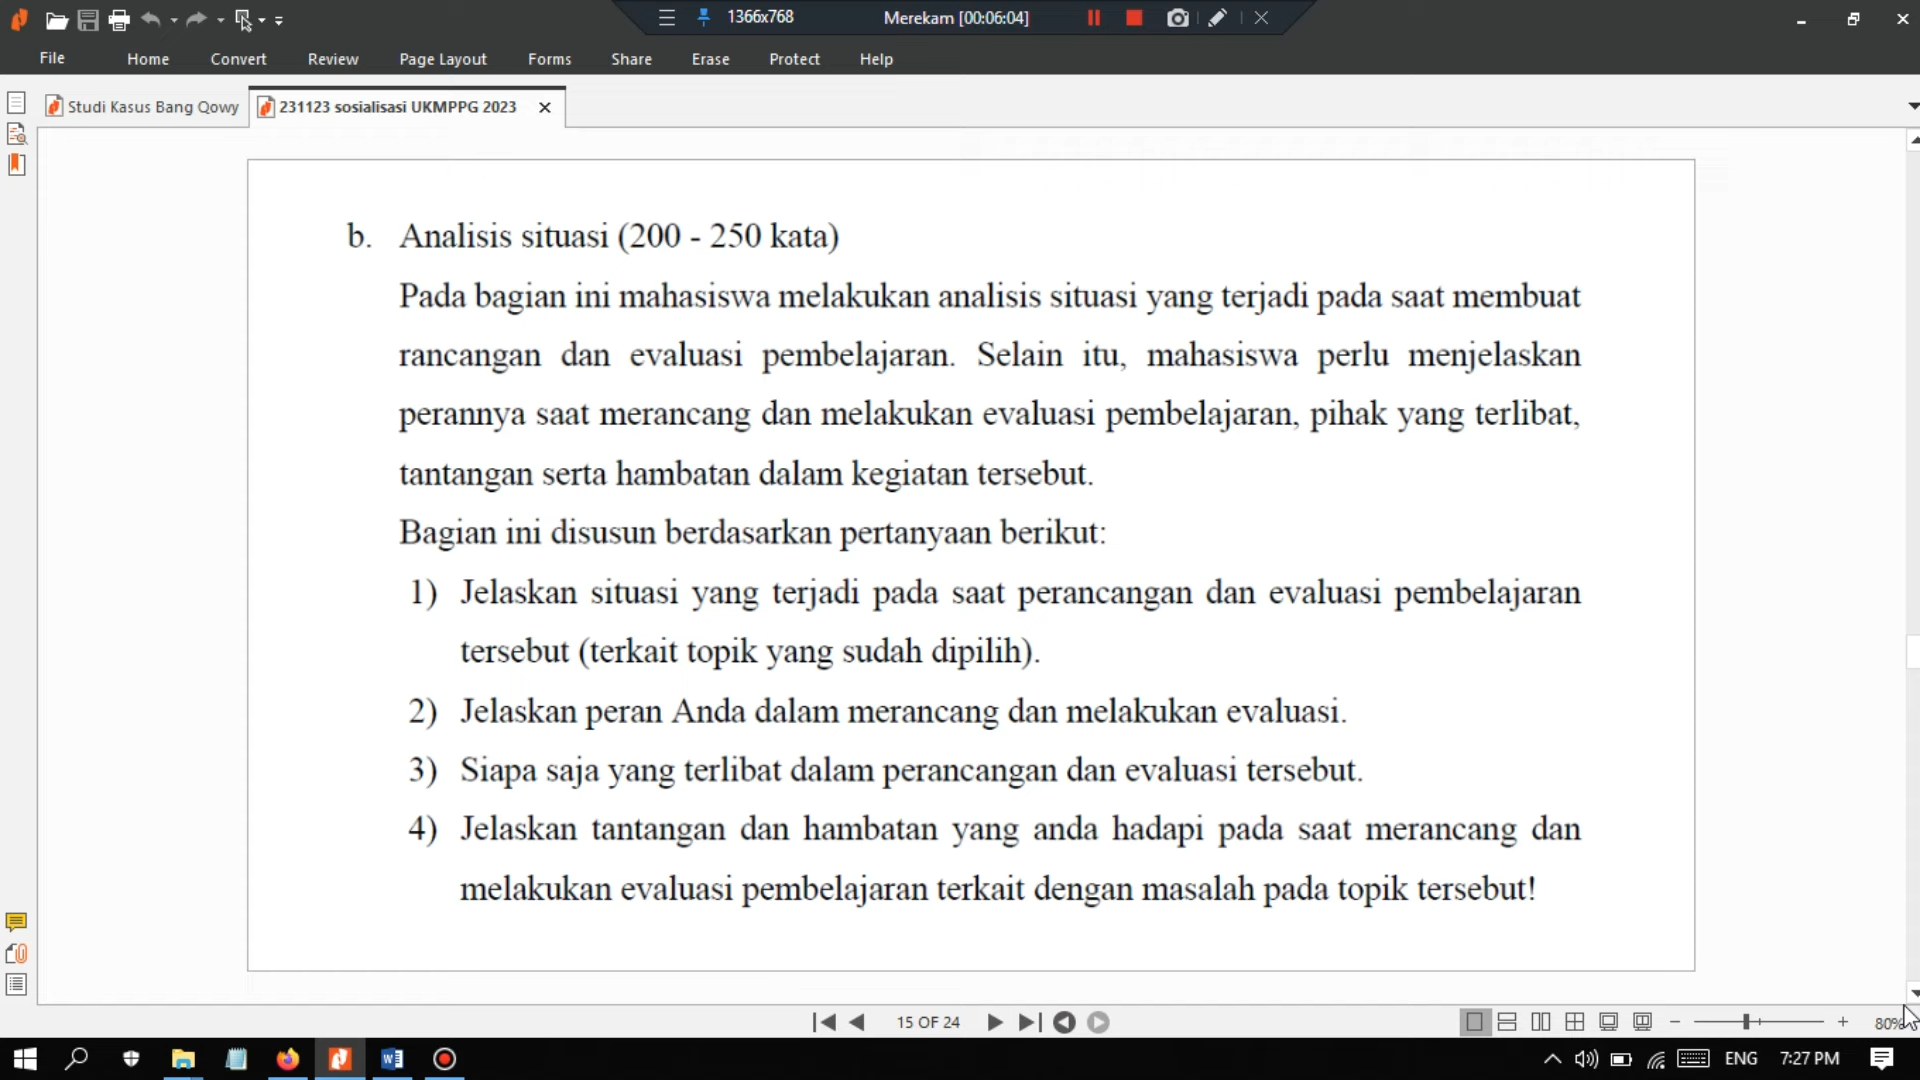 1366x768
Merekam [00:06:04]
File Home Convert Review Page Layout Forms Share Erase Protect Help
Studi Kasus Bang Qowy
231123 sosialisasi UKMPPG 2023
b. Analisis situasi (200 - 250 kata)
Pada bagian ini mahasiswa melakukan analisis situasi yang terjadi pada saat membuat
rancangan dan evaluasi pembelajaran. Selain itu, mahasiswa perlu menjelaskan
perannya saat merancang dan melakukan evaluasi pembelajaran, pihak yang terlibat,
tantangan serta hambatan dalam kegiatan tersebut.
Bagian ini disusun berdasarkan pertanyaan berikut:
1) Jelaskan situasi yang terjadi pada saat perancangan dan evaluasi pembelajaran
tersebut (terkait topik yang sudah dipilih).
2) Jelaskan peran Anda dalam merancang dan melakukan evaluasi.
3) Siapa saja yang terlibat dalam perancangan dan evaluasi tersebut.
4) Jelaskan tantangan dan hambatan yang anda hadapi pada saat merancang dan
melakukan evaluasi pembelajaran terkait dengan masalah pada topik tersebut!
15 OF 24
80%
ENG 7:27 PM